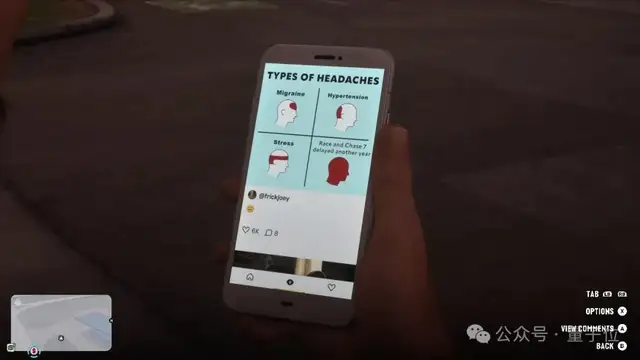 TYPES OF HEADACHES
Migraine
Hypertension
Stress
Race and Chase 7
delayed another year
@frickjoey
6K
8
TAB
OPTIONS X
VIEW COMMENTS A
BACK B
公众号·量子位